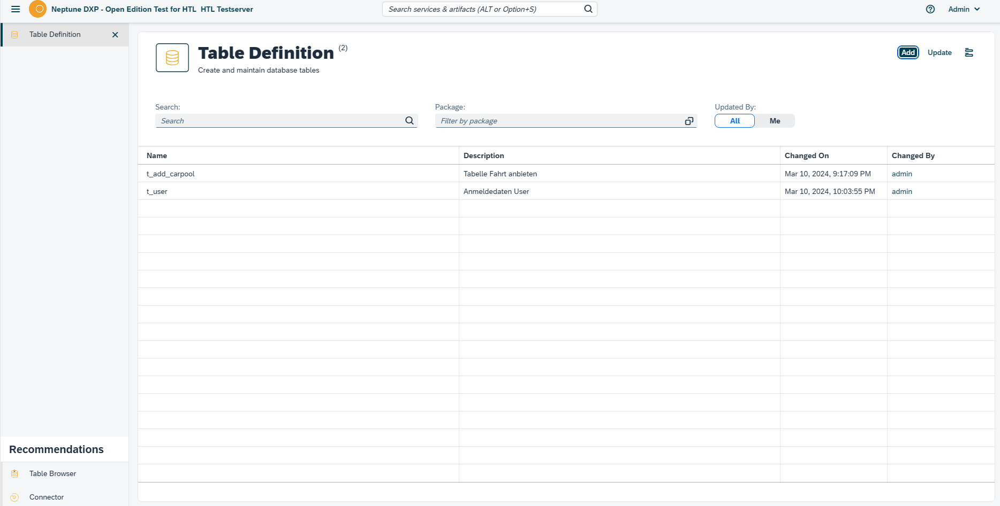 Neptune DXP - Open Edition Test for HTL  HTL Testserver
Search services & artifacts (ALT or Option+S)
Admin
Table Definition
Table Definition (2)
Create and maintain database tables
Add
Update
Search:
Package:
Updated By:
Search
Filter by package
All
Me
Name Description Changed On Changed By
t_add_carpool Tabelle Fahrt anbieten Mar 10, 2024, 9:17:09 PM admin
t_user Anmeldedaten User Mar 10, 2024, 10:03:55 PM admin
Recommendations
Table Browser
Connector